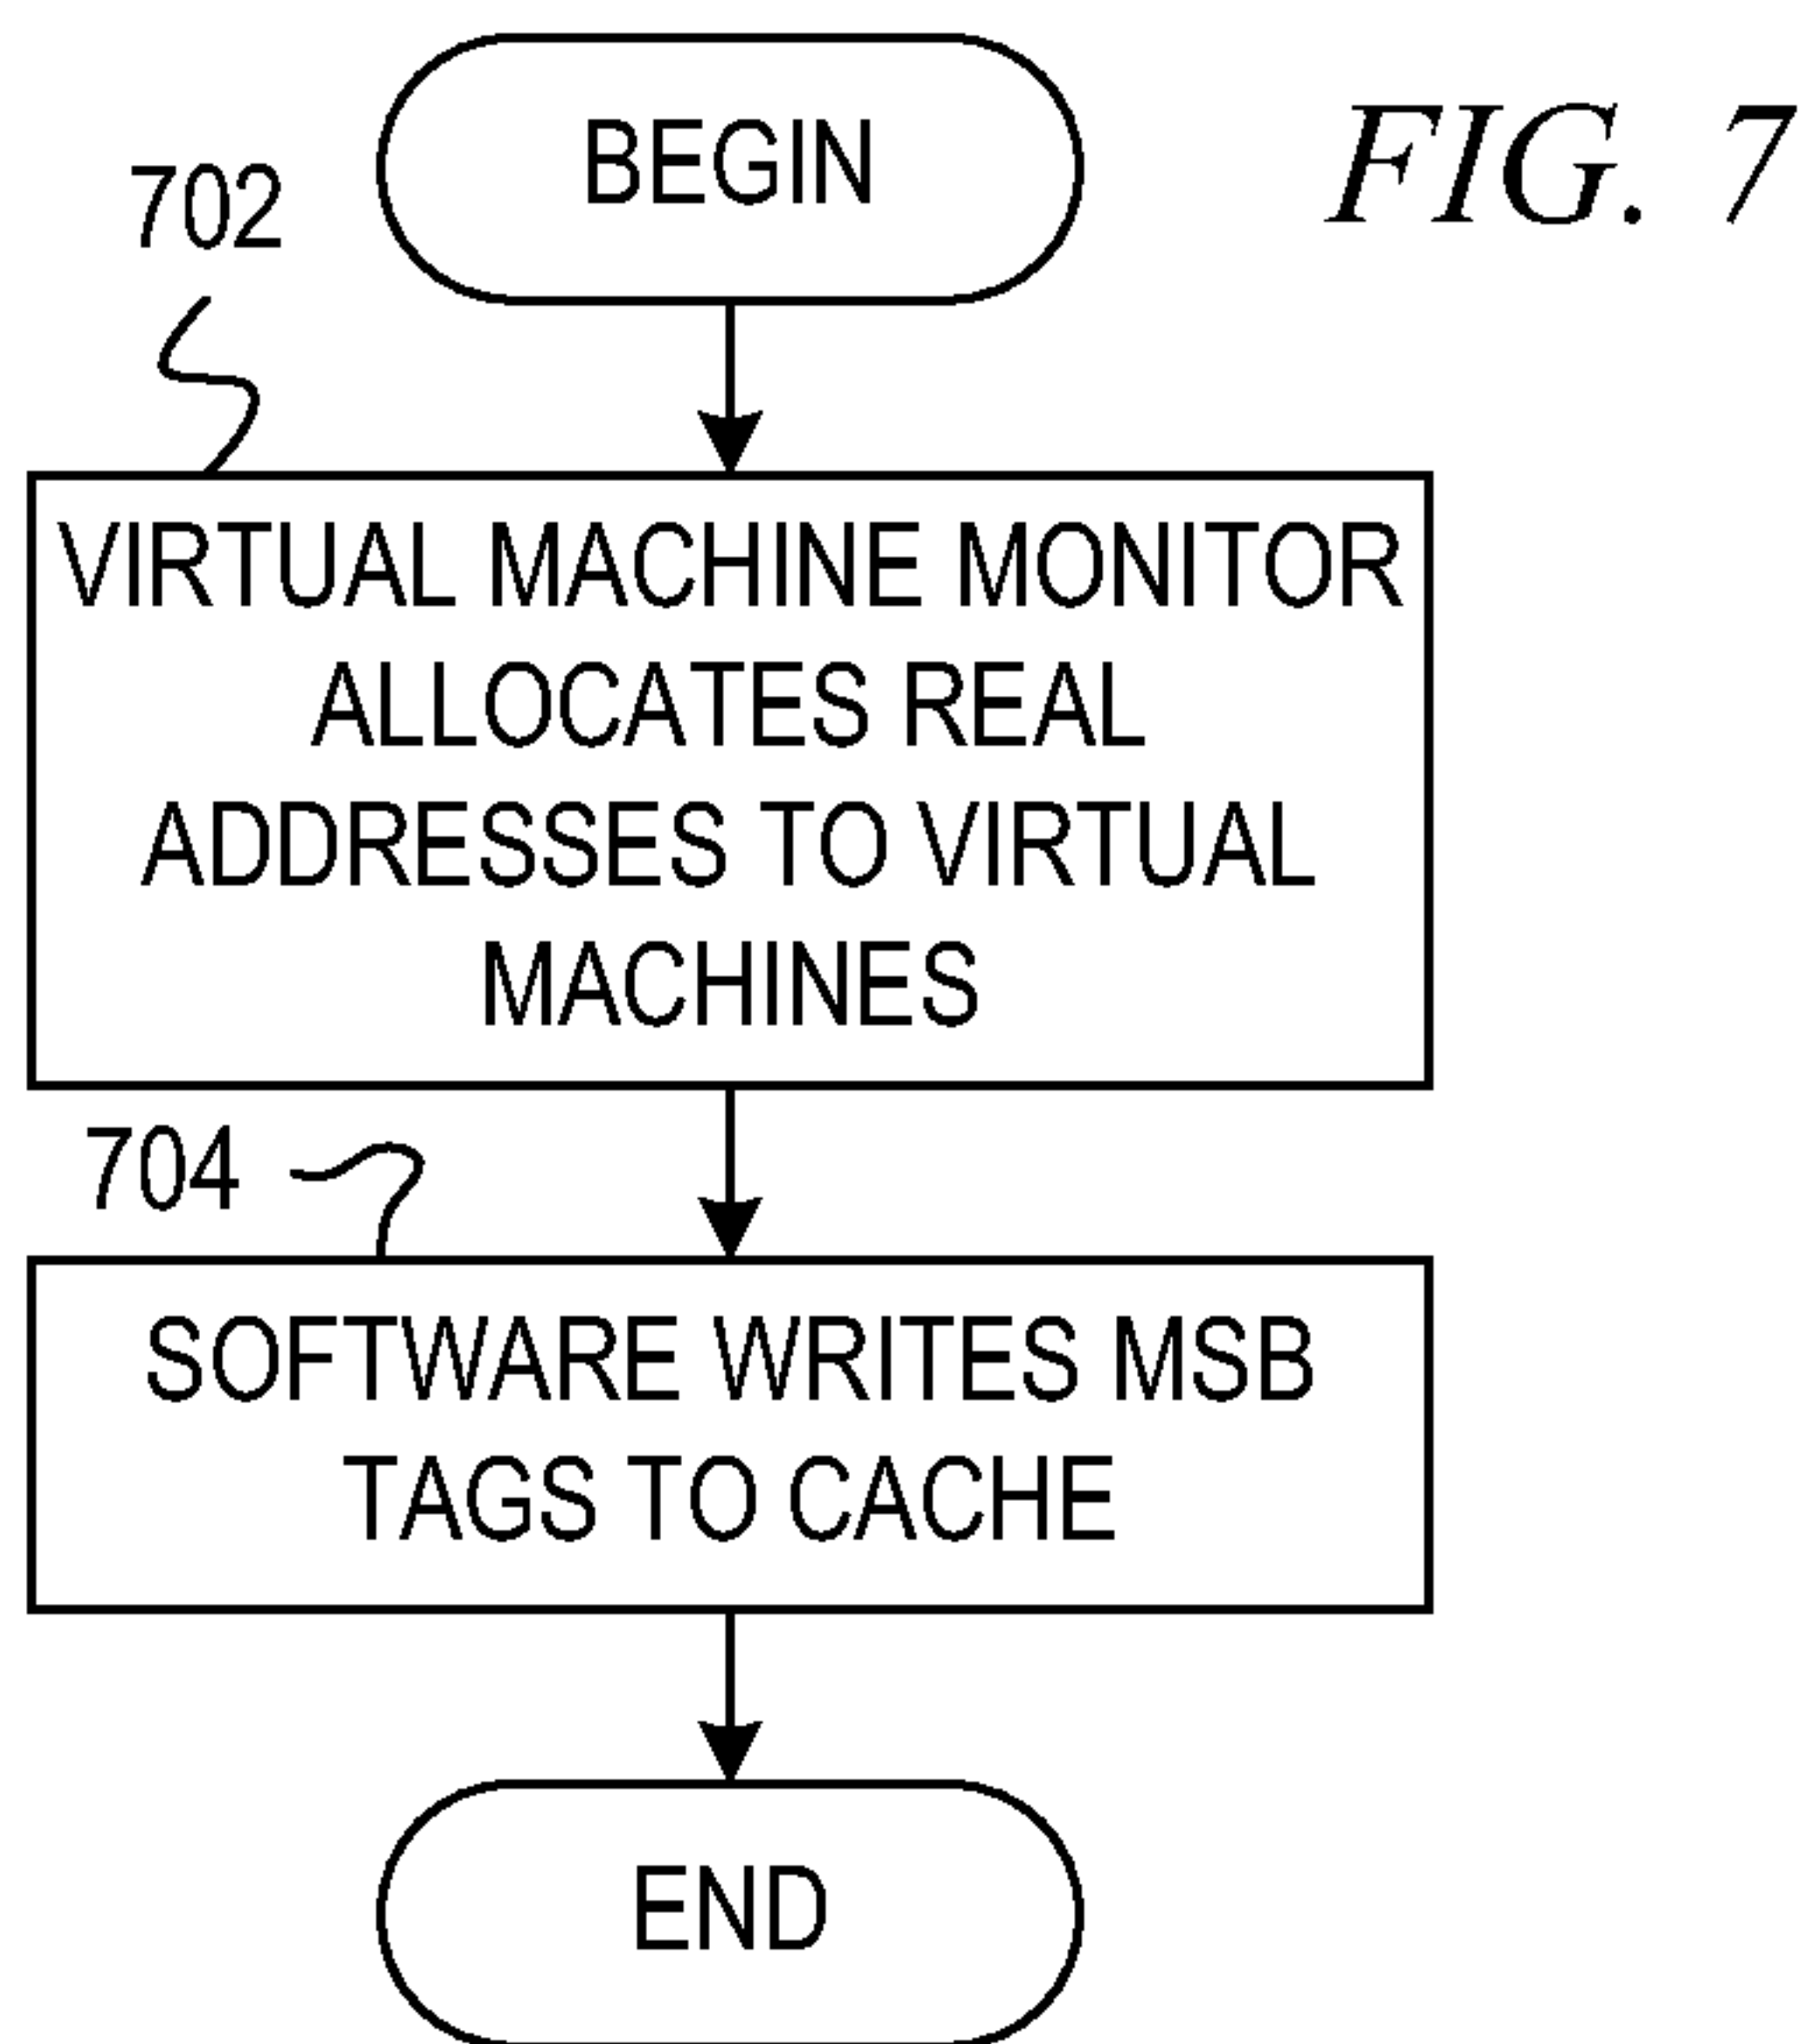 BEGIN
FIG. 7
702
VIRTUAL MACHINE MONITOR
ALLOCATES REAL
ADDRESSES TO VIRTUAL
MACHINES
704
SOFTWARE WRITES MSB
TAGS TO CACHE
END